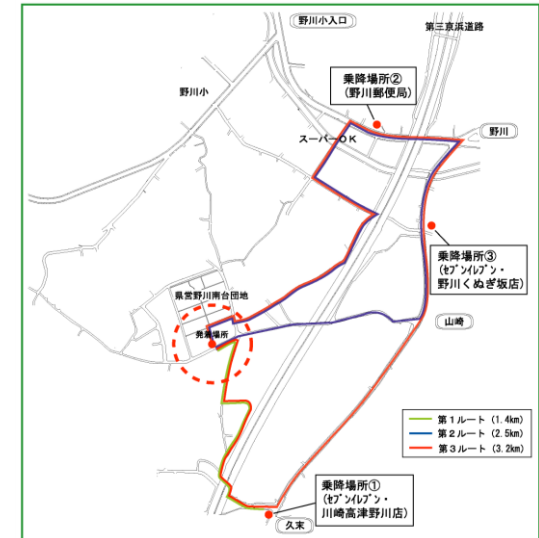 野川小入口
第三京浜道路
乗降場所②
(野川郵便局)
野川小
スーパーOK
野川
乗降場所③
(ｾﾌﾞﾝｲﾚﾌﾞﾝ・
野川くぬぎ坂店)
県営野川南台団地
発着場所
山崎
第1ルート (1.4km)
第2ルート (2.5km)
第3ルート (3.2km)
乗降場所①
(ｾﾌﾞﾝｲﾚﾌﾞﾝ・
川崎高津野川店)
久末